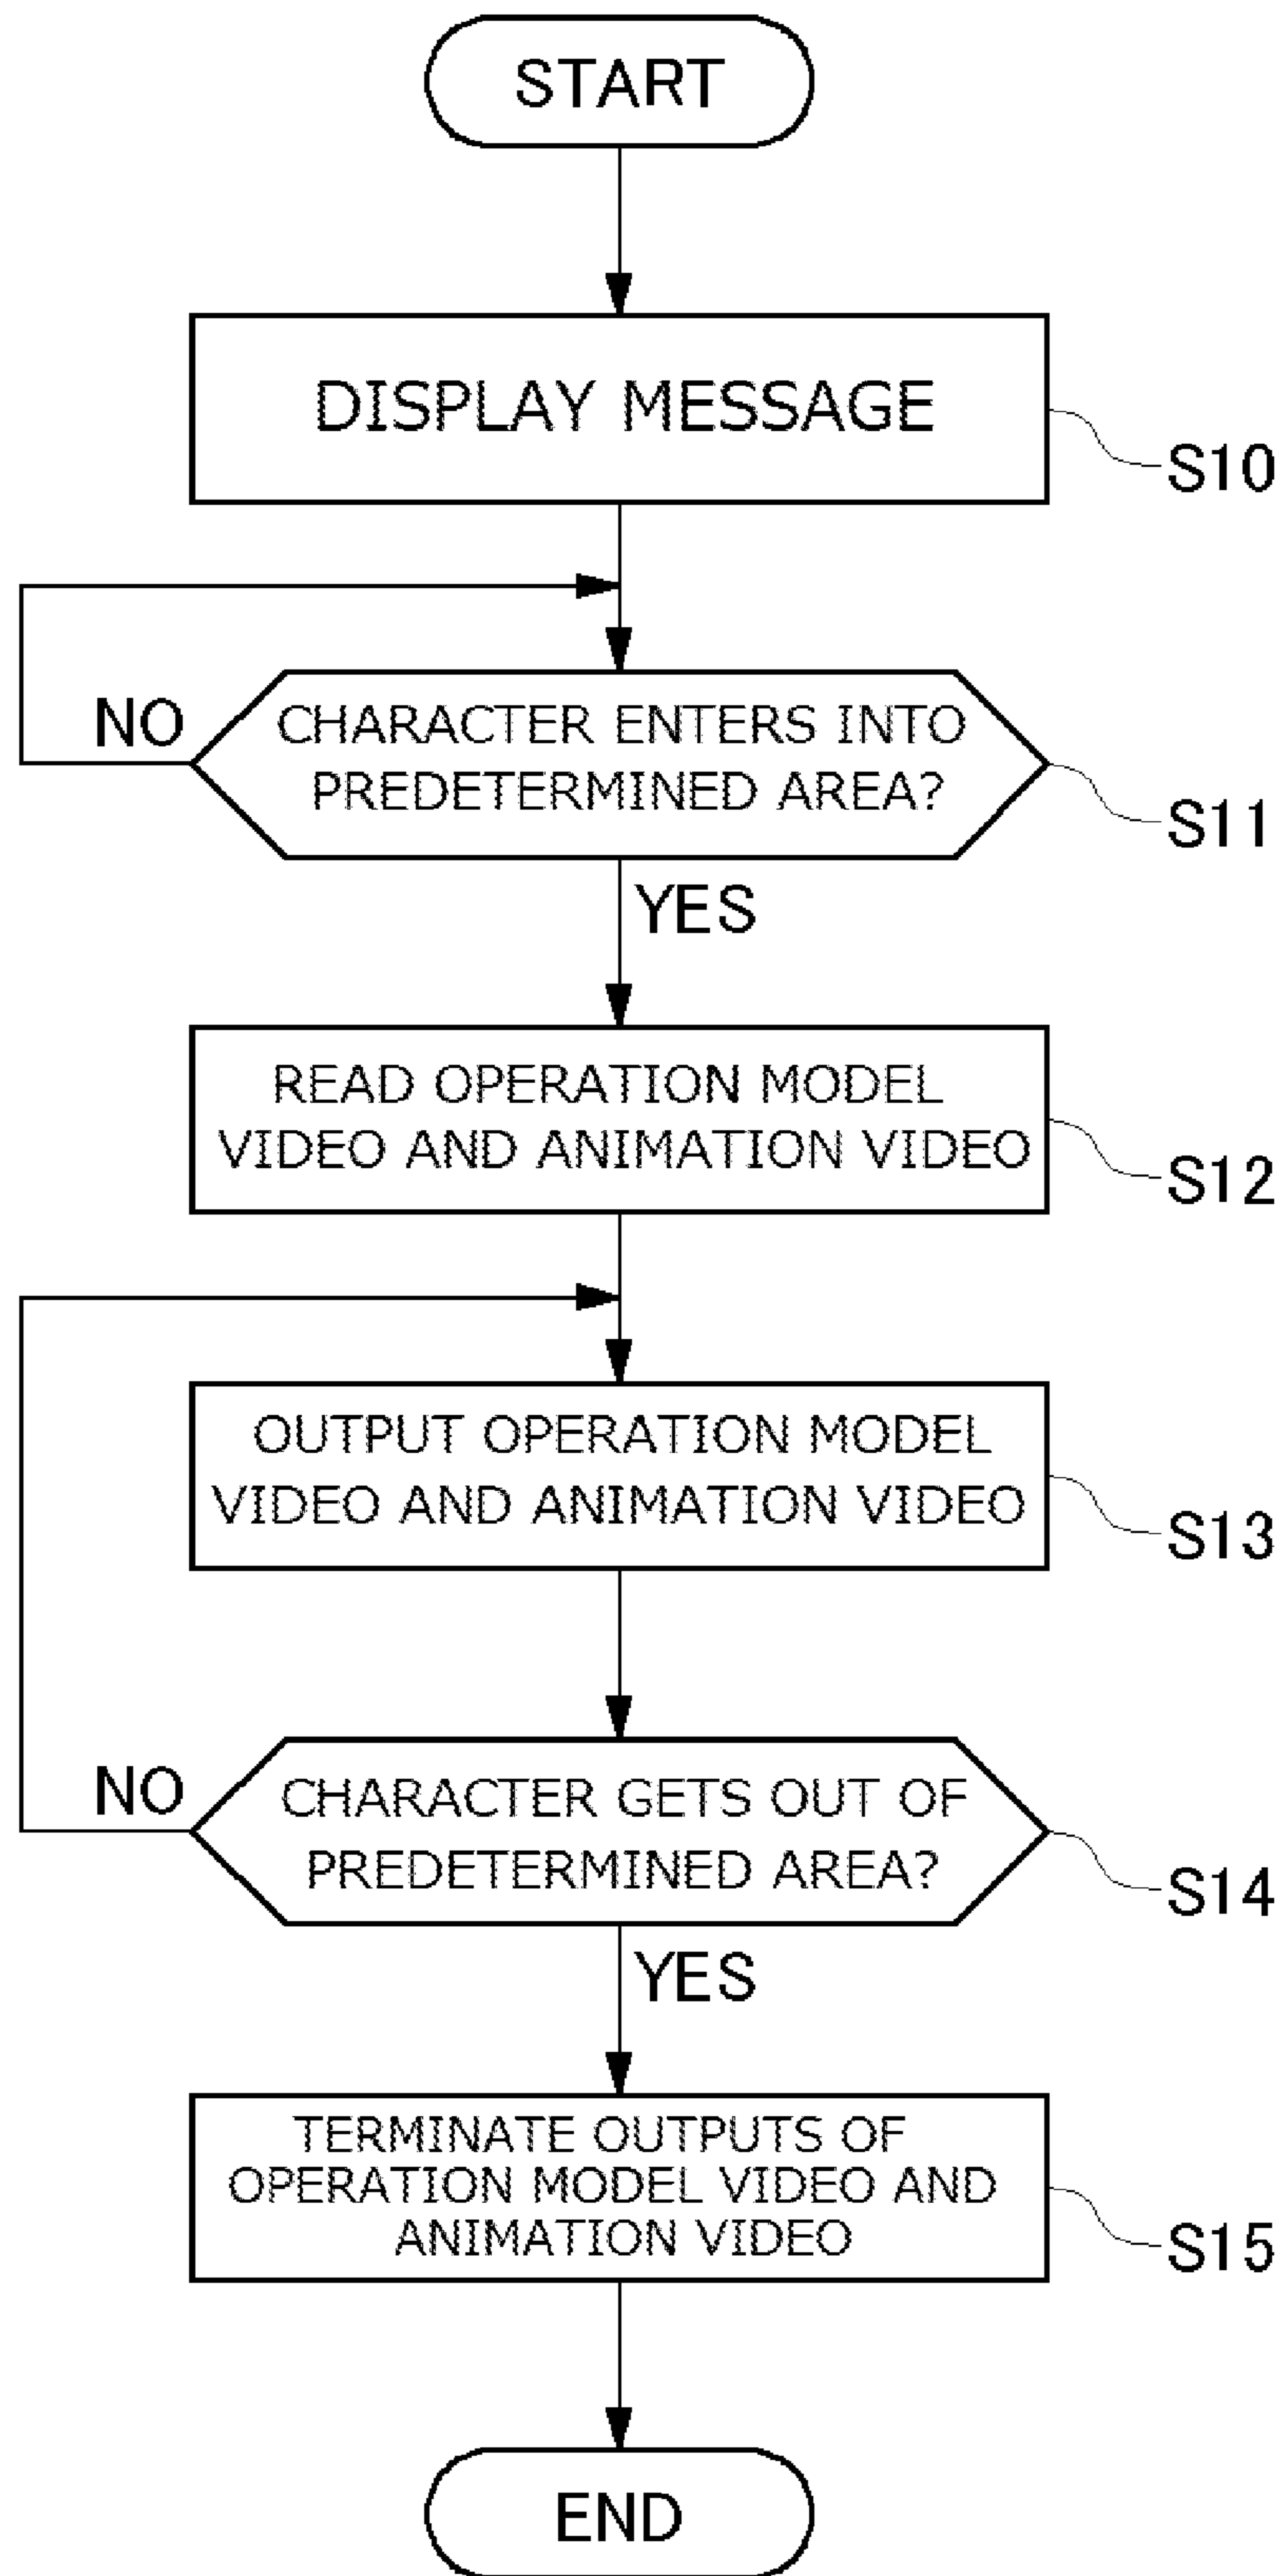 START
DISPLAY MESSAGE
S10
NO
CHARACTER ENTERS INTO
PREDETERMINED AREA?
S11
YES
READ OPERATION MODEL
VIDEO AND ANIMATION VIDEO
S12
OUTPUT OPERATION MODEL
VIDEO AND ANIMATION VIDEO
S13
NO
CHARACTER GETS OUT OF
PREDETERMINED AREA?
S14
YES
TERMINATE OUTPUTS OF
OPERATION MODEL VIDEO AND
ANIMATION VIDEO
S15
END